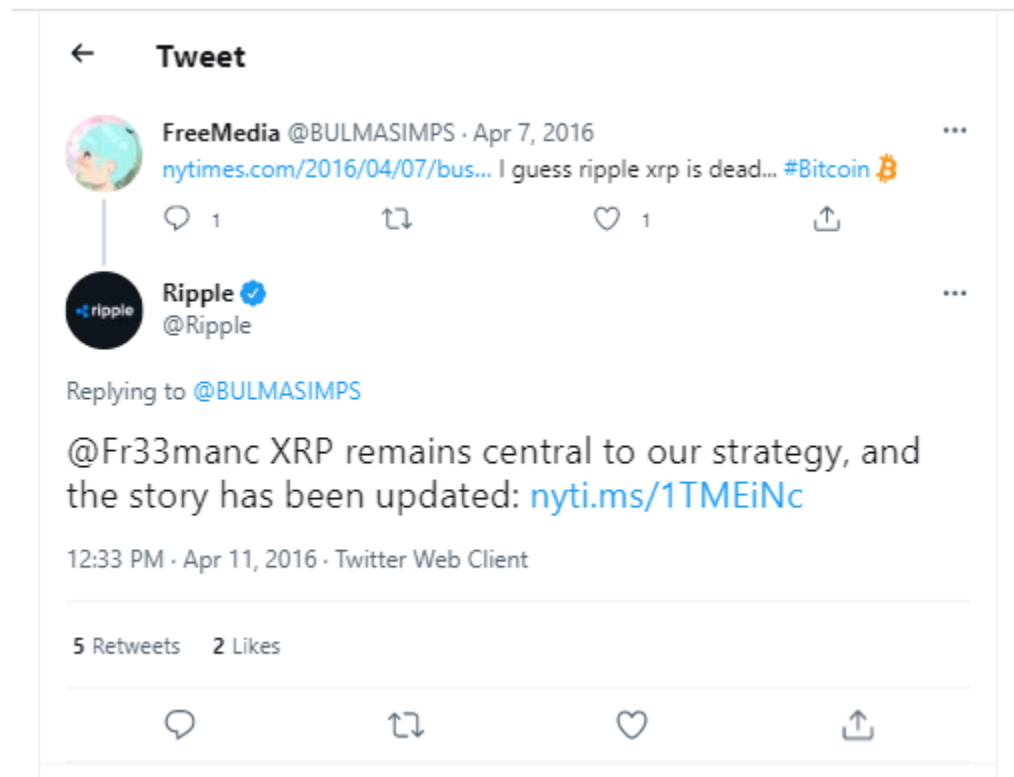 Tweet
FreeMedia @BULMASIMPS · Apr 7, 2016
nytimes.com/2016/04/07/bus... I guess ripple xrp is dead... #Bitcoin
1 1
Ripple
@Ripple
ripple
Replying to @BULMASIMPS
@Fr33manc XRP remains central to our strategy, and
the story has been updated: nyti.ms/1TMEiNc
12:33 PM · Apr 11, 2016 · Twitter Web Client
5 Retweets 2 Likes